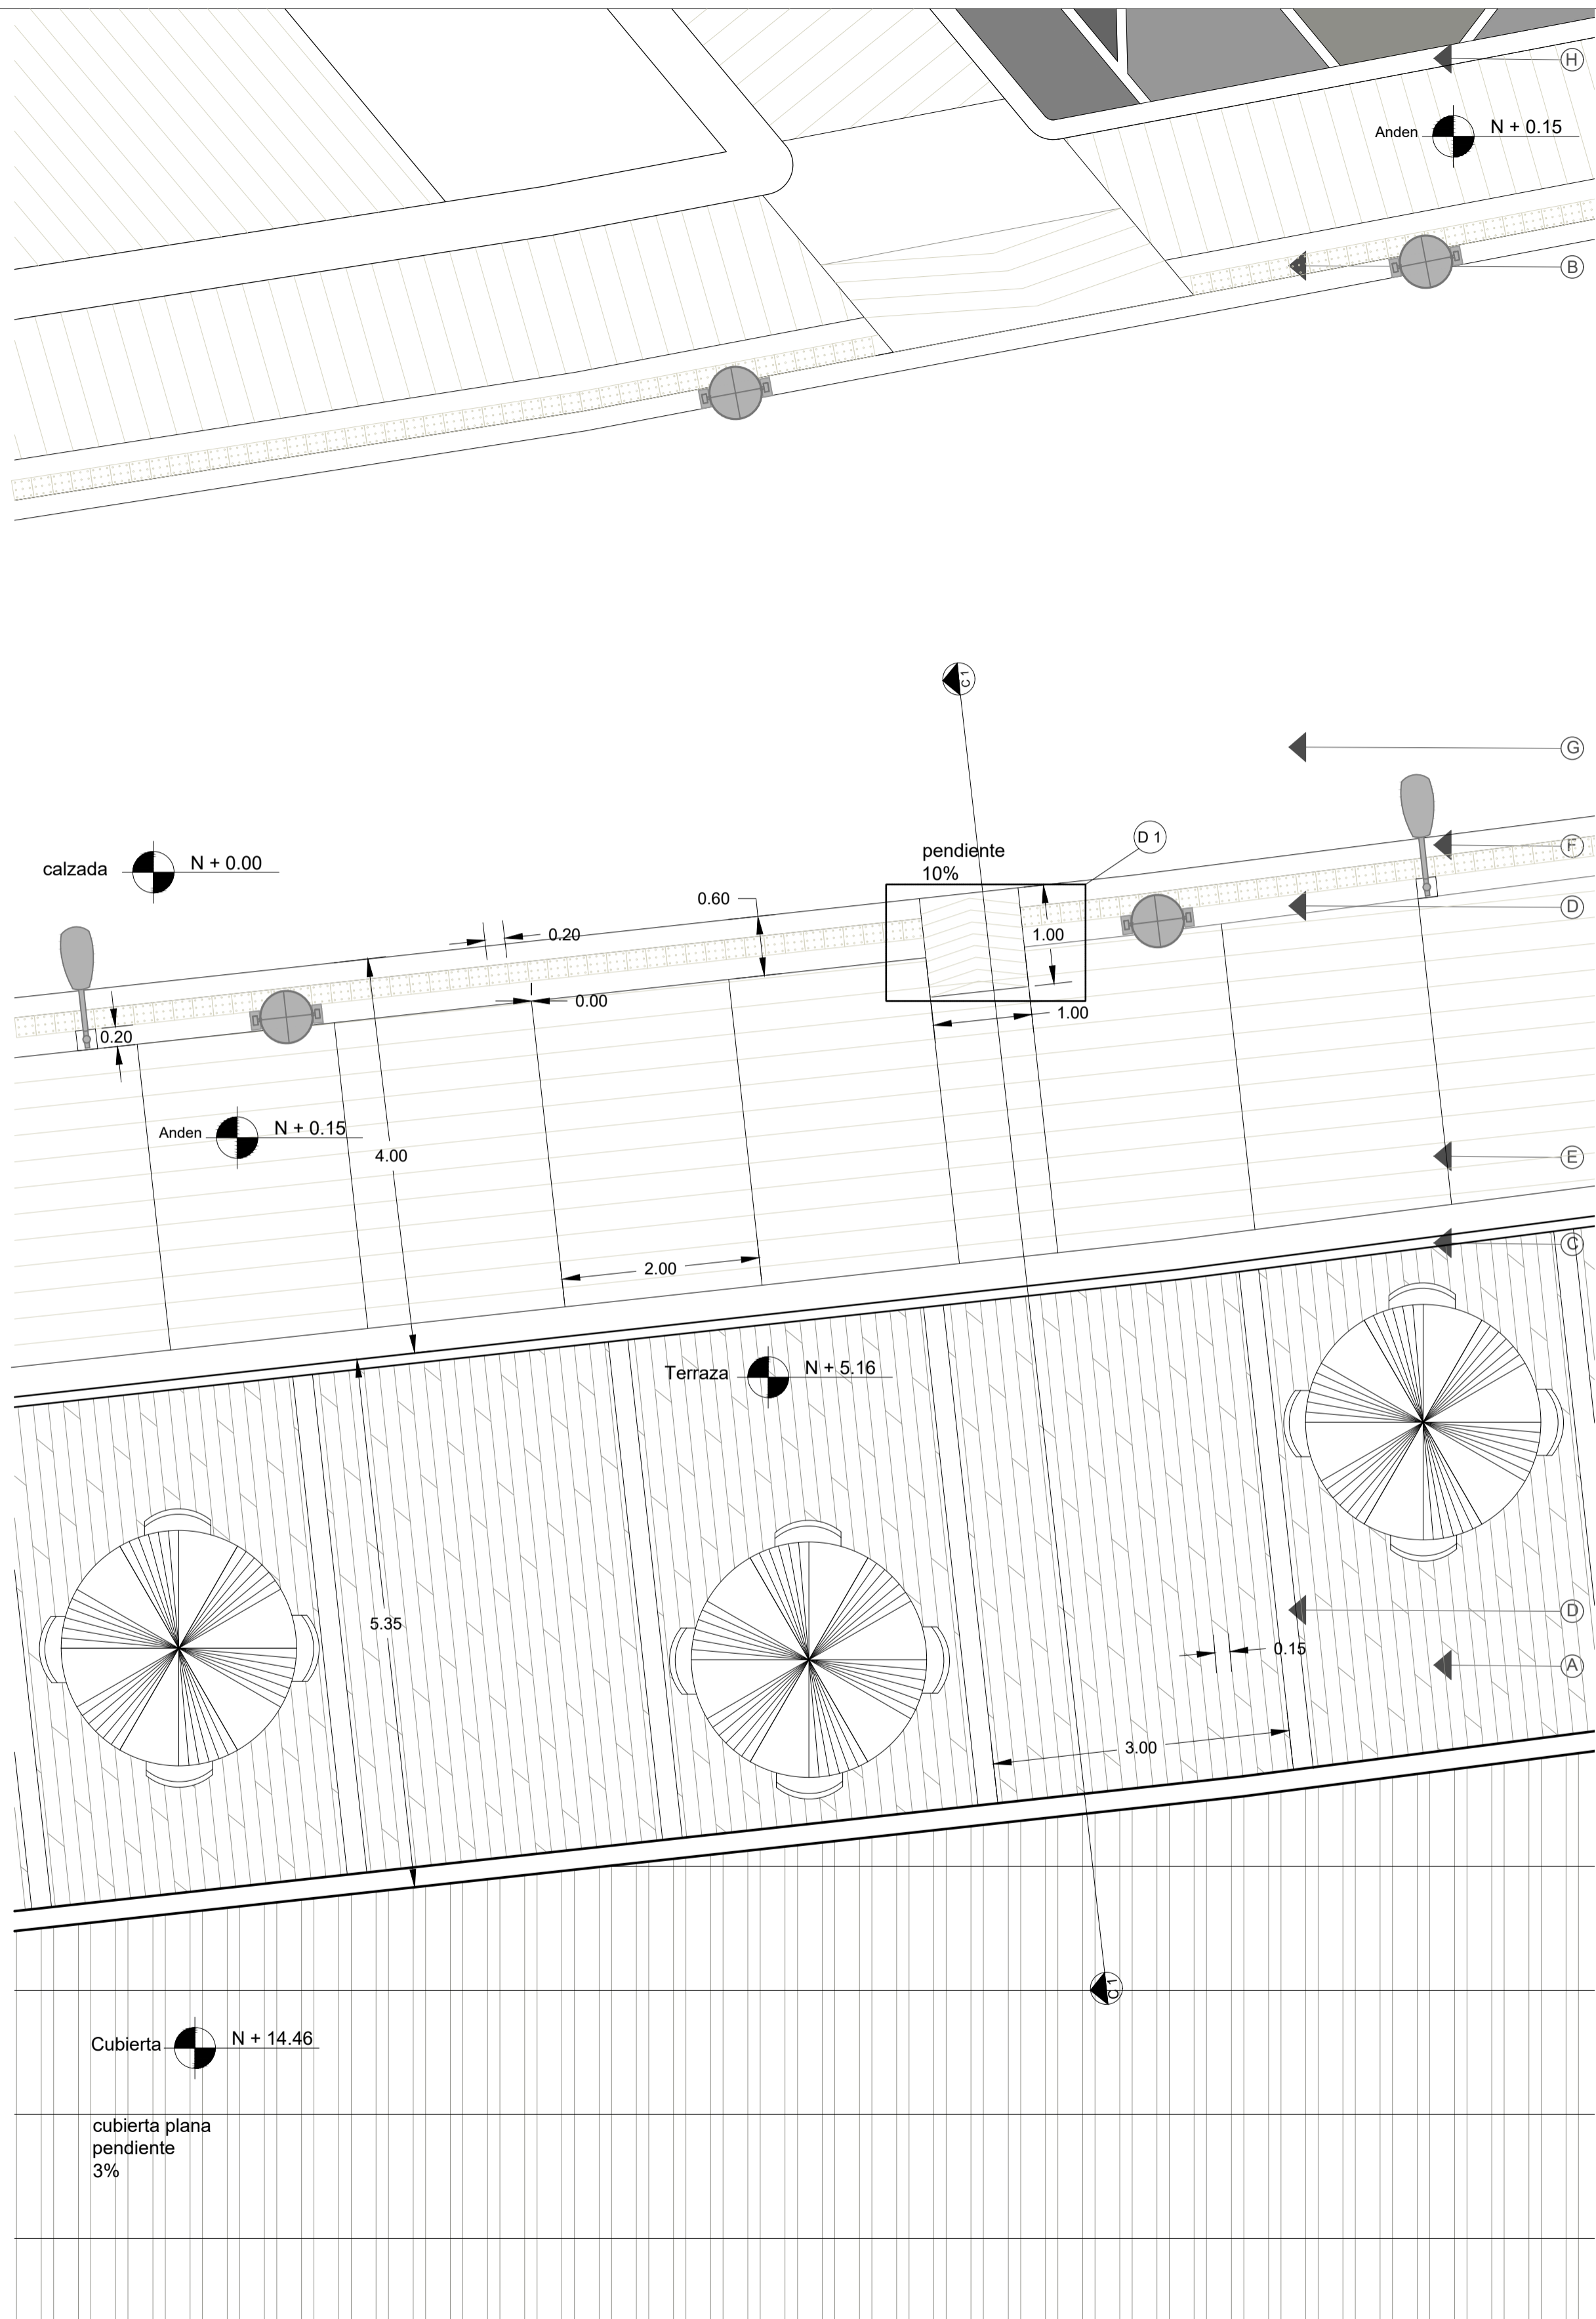 H
Anden N + 0.15
B
C 1
G
D 1
pendiente
10%
F
calzada N + 0.00
0.60
D
0.20
1.00
0.00
1.00
0.20
Anden N + 0.15
4.00
E
C
2.00
Terraza N + 5.16
D
5.35
0.15
A
3.00
C 1
Cubierta N + 14.46
cubierta plana
pendiente
3%